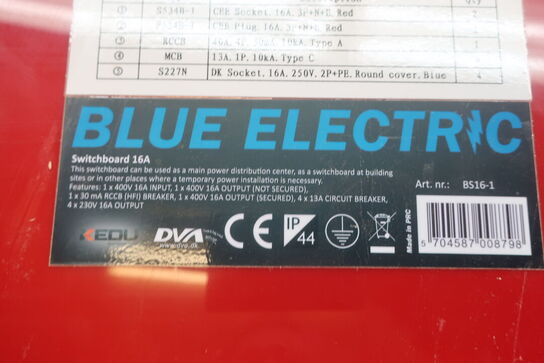 S634B-1 CEE Socket. 16A. 3P+N+E. Red 2
CEE Plug. 16A. 3P+N+E. Red
③ RCCB 40A. 4P. 30mA. 10kA. Type A
④ MCB 13A. 1P. 10kA. Type C
⑤ S227N DK Socket. 16A. 250V. 2P+PE. Round cover. Blue 4
BLUE ELECTRIC
Switchboard 16A
This switchboard can be used as a main power distribution center, as a switchboard at building
sites or in other places where a temporary power installation is necessary.
Features: 1 x 400V 16A INPUT, 1 x 400V 16A OUTPUT (NOT SECURED),
1 x 30 mA RCCB (HFI) BREAKER, 1 x 400V 16A OUTPUT (SECURED), 4 x 13A CIRCUIT BREAKER,
4 x 230V 16A OUTPUT
Art. nr.: BS16-1
EDU DVA CE IP 44
www.dva.dk
Made in PRC
5 704587 008798